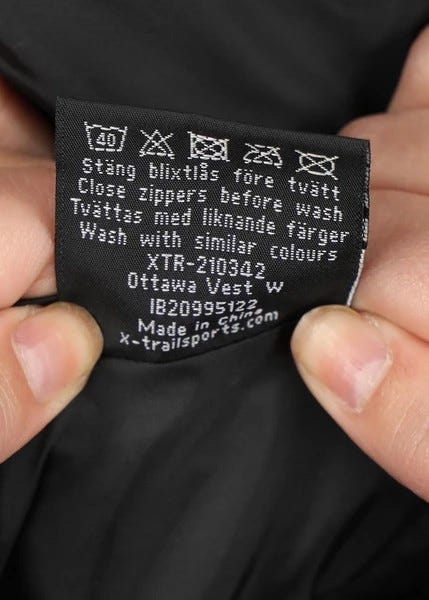 40
Stäng blixtlås före tvätt
Close zippers before wash
Tvättas med liknande färger
Wash with similar colours
XTR-210342
Ottawa Vest W
IB20995122
Made in China
x-trailsports.com